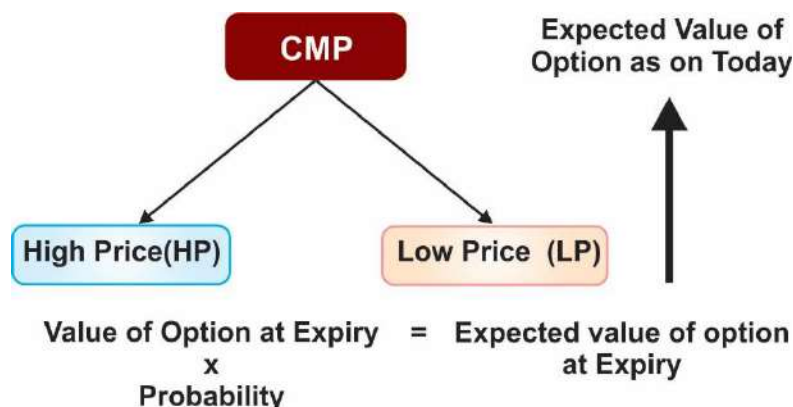 CMP
Expected Value of
Option as on Today
High Price(HP)
Low Price (LP)
Value of Option at Expiry = Expected value of option
x at Expiry
Probability